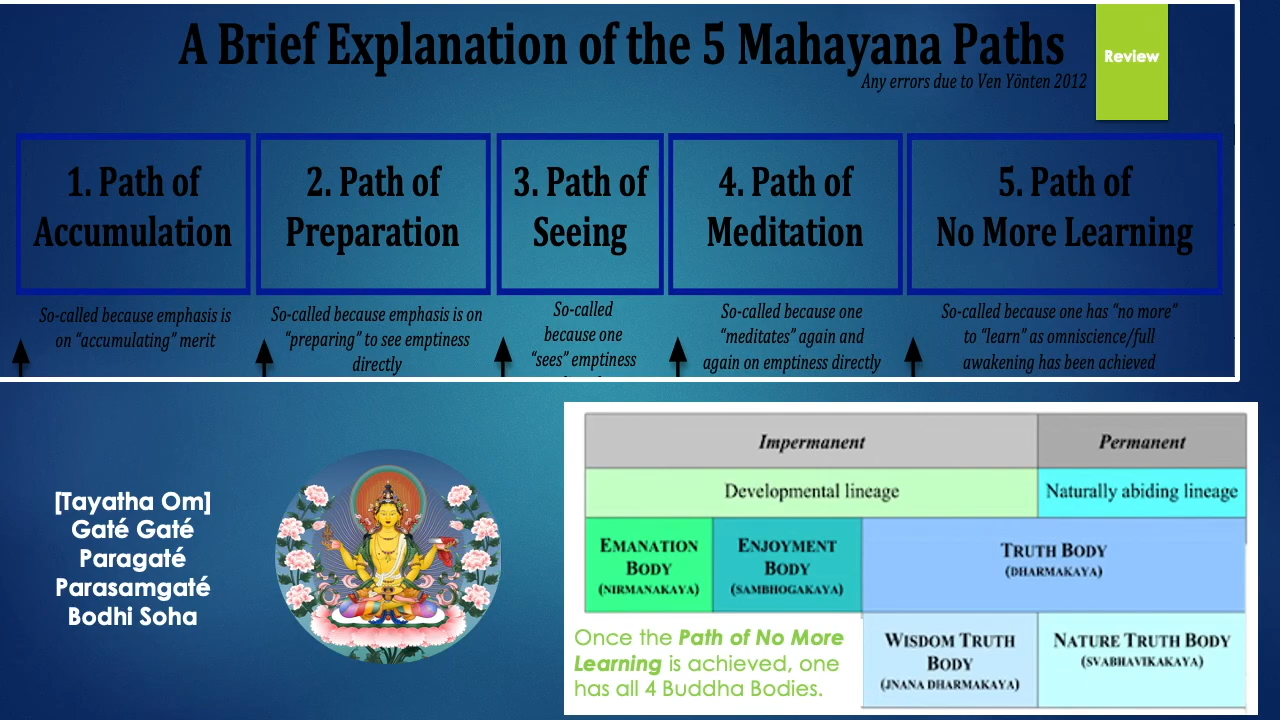 A Brief Explanation of the 5 Mahayana Paths
Any errors due to Ven Yönten 2012
Review
1. Path of
Accumulation
2. Path of
Preparation
3. Path of
Seeing
4. Path of
Meditation
5. Path of
No More Learning
So-called because emphasis is
on “accumulating” merit
So-called because emphasis is on
“preparing” to see emptiness
directly
So-called
because one
“sees” emptiness
So-called because one
“meditates” again and
again on emptiness directly
So-called because one has “no more”
to “learn” as omniscience/full
awakening has been achieved
[Tayatha Om]
Gaté Gaté
Paragaté
Parasamgaté
Bodhi Soha
Impermanent
Permanent
Developmental lineage
Naturally abiding lineage
EMANATION
BODY
(NIRMANAKAYA)
ENJOYMENT
BODY
(SAMBHOGAKAYA)
TRUTH BODY
(DHARMAKAYA)
Once the Path of No More
Learning is achieved, one
has all 4 Buddha Bodies.
WISDOM TRUTH
BODY
(JNANA DHARMAKAYA)
NATURE TRUTH BODY
(SVABHAVIKAKAYA)